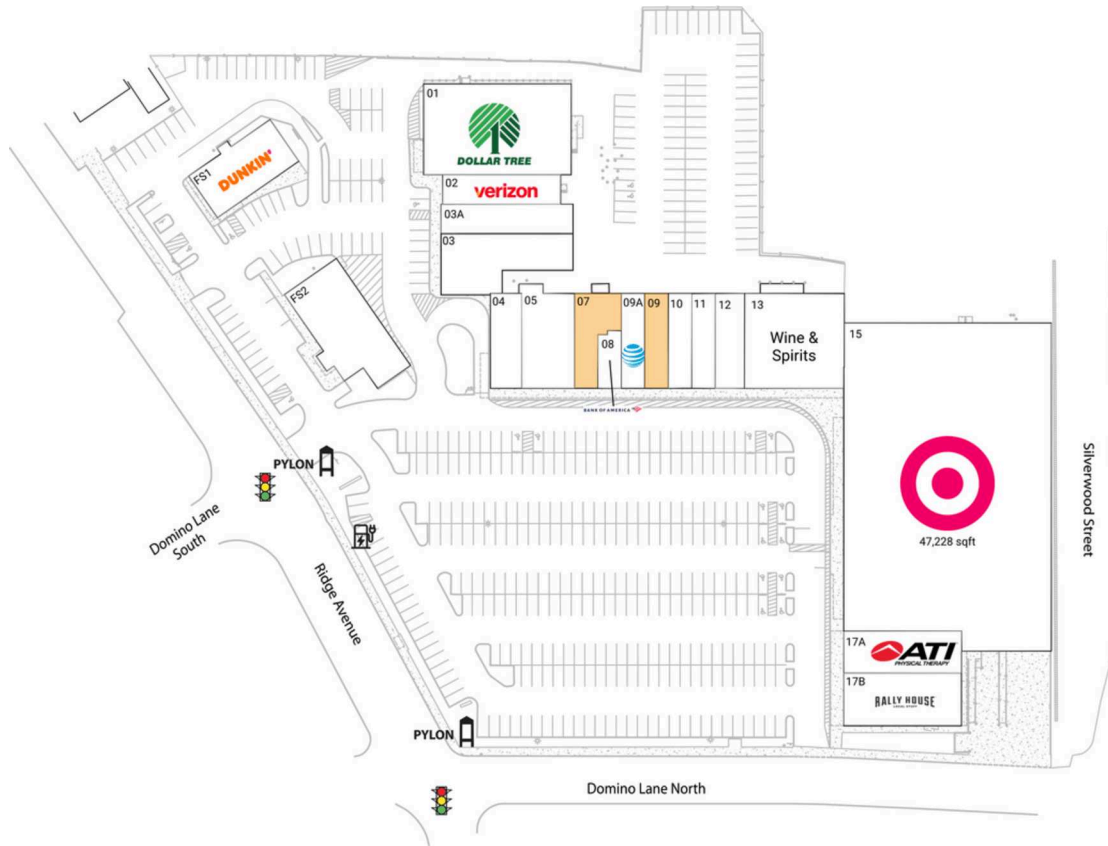 01
DOLLAR TREE
02
verizon
03A
03
FS1
DUNKIN'
FS2
04
05
07
08
09A
09
10
11
12
13
Wine &
Spirits
BANK OF AMERICA
15
47,228 sqft
17A
ATI
PHYSICAL THERAPY
17B
RALLY HOUSE
PYLON
Domino Lane
South
Ridge Avenue
PYLON
Domino Lane North
Silverwood Street